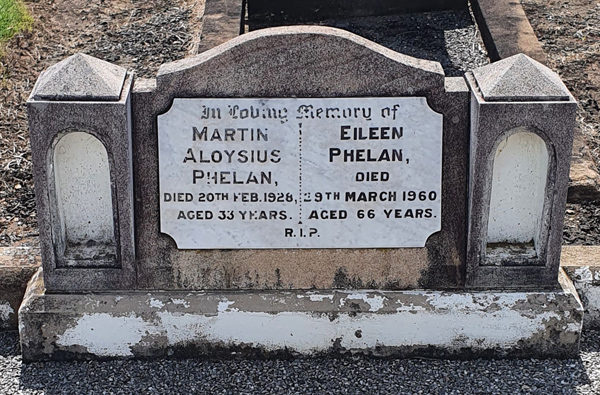 In Loving Memory of
MARTIN
ALOYSIUS
PHELAN,
DIED 20TH FEB. 1928,
AGED 33 YEARS.
EILEEN
PHELAN,
DIED
29TH MARCH 1960
AGED 66 YEARS.
R.I.P.